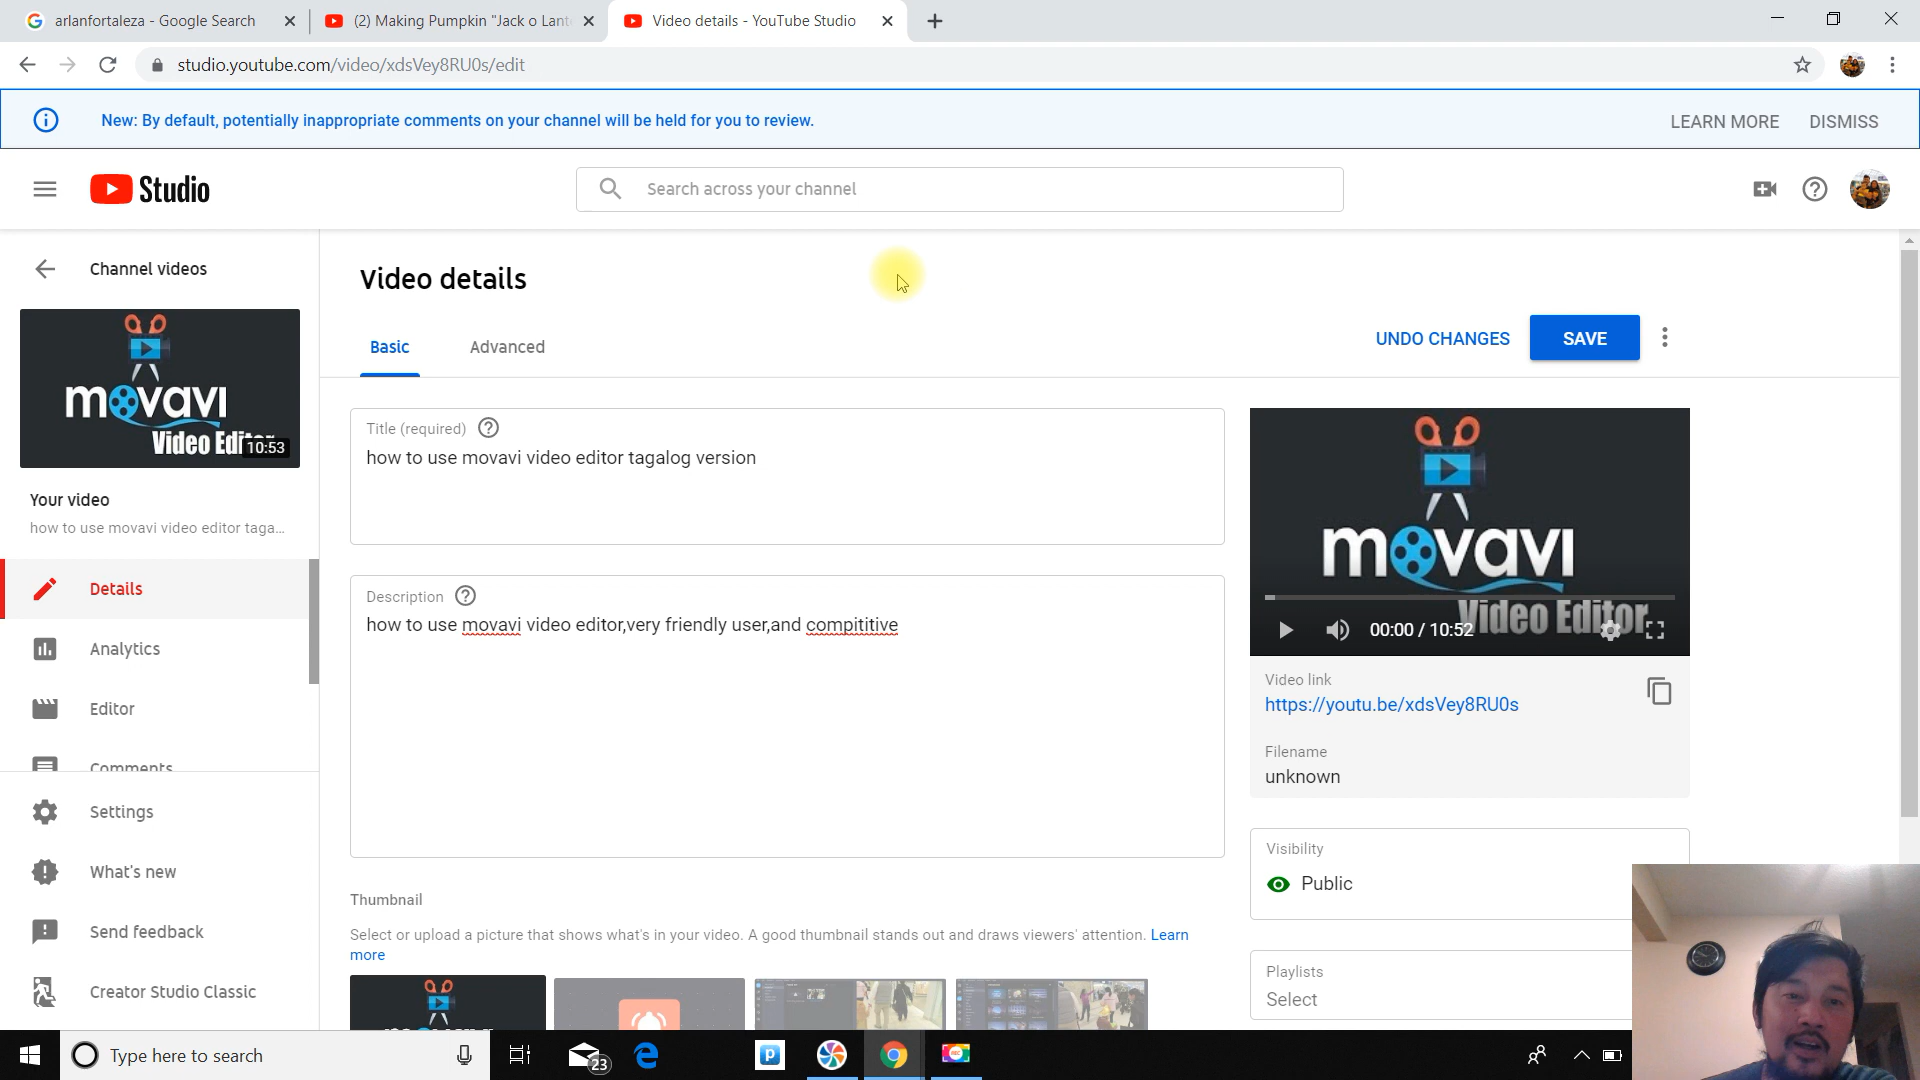 arlanfortaleza - Google Search
(2) Making Pumpkin "Jack o Lant
Video details - YouTube Studio
studio.youtube.com/video/xdsVey8RU0s/edit
New: By default, potentially inappropriate comments on your channel will be held for you to review.
LEARN MORE
DISMISS
Studio
Search across your channel
Channel videos
Video details
Basic
Advanced
UNDO CHANGES
SAVE
movavi
Video Editor
10:53
Your video
how to use movavi video editor taga...
Title (required)
how to use movavi video editor tagalog version
Description
how to use movavi video editor,very friendly user,and compititive
movavi
Video Editor
00:00 / 10:52
Video link
https://youtu.be/xdsVey8RU0s
Filename
unknown
Details
Analytics
Editor
Comments
Settings
What's new
Send feedback
Creator Studio Classic
Visibility
Public
Playlists
Select
Thumbnail
Select or upload a picture that shows what's in your video. A good thumbnail stands out and draws viewers' attention. Learn
more
movavi
Type here to search
23